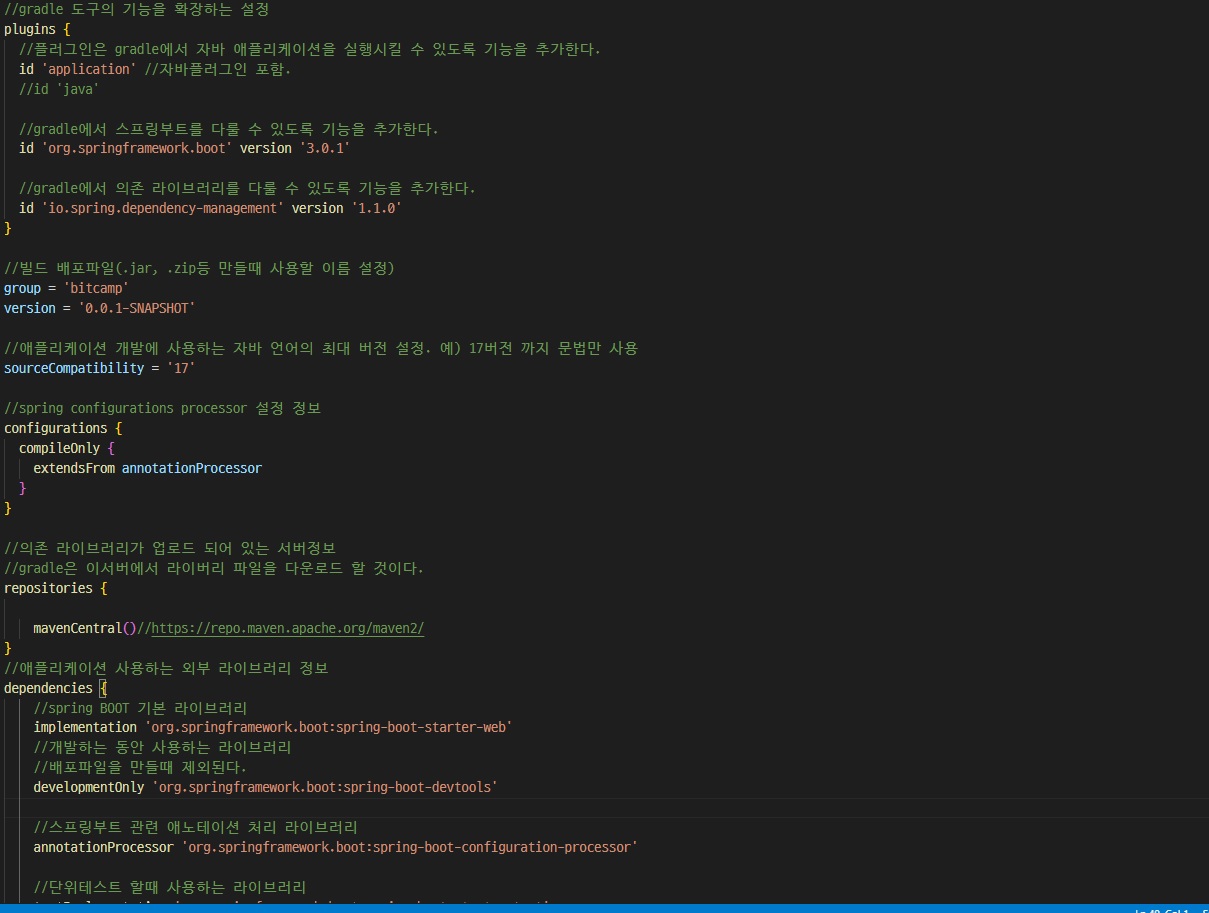 //gradle 도구의 기능을 확장하는 설정
plugins {
//플러그인은 gradle에서 자바 애플리케이션을 실행시킬 수 있도록 기능을 추가한다.
id 'application' //자바플러그인 포함.
//id 'java'
//gradle에서 스프링부트를 다룰 수 있도록 기능을 추가한다.
id 'org.springframework.boot' version '3.0.1'
//gradle에서 의존 라이브러리를 다룰 수 있도록 기능을 추가한다.
id 'io.spring.dependency-management' version '1.1.0'
}
//빌드 배포파일(.jar, .zip등 만들때 사용할 이름 설정)
group = 'bitcamp'
version = '0.0.1-SNAPSHOT'
//애플리케이션 개발에 사용하는 자바 언어의 최대 버전 설정. 예) 17버젼 까지 문법만 사용
sourceCompatibility = '17'
//spring configurations processor 설정 정보
configurations {
compileOnly {
extendsFrom annotationProcessor
}
}
//의존 라이브러리가 업로드 되어 있는 서버정보
//gradle은 이서버에서 라이버리 파일을 다운로드 할 것이다.
repositories {
mavenCentral()//https://repo.maven.apache.org/maven2/
}
//애플리케이션 사용하는 외부 라이브러리 정보
dependencies {
//spring BOOT 기본 라이브러리
implementation 'org.springframework.boot:spring-boot-starter-web'
//개발하는 동안 사용하는 라이브러리
//배포파일을 만들때 제외된다.
developmentOnly 'org.springframework.boot:spring-boot-devtools'
//스프링부트 관련 애노테이션 처리 라이브러리
annotationProcessor 'org.springframework.boot:spring-boot-configuration-processor'
//단위테스트 할때 사용하는 라이브러리